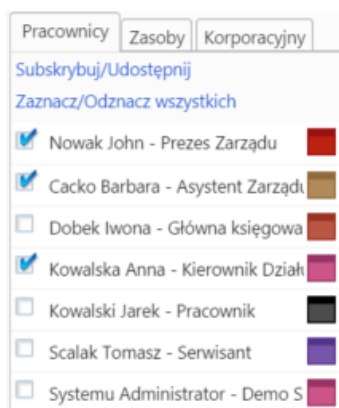 Pracownicy Zasoby Korporacyjny
Subskrybuj/Udostępnij
Zaznacz/Odznacz wszystkich
Nowak John - Prezes Zarządu
Cacko Barbara - Asystent Zarządu
Dobek Iwona - Główna księgowa
Kowalska Anna - Kierownik Dział
Kowalski Jarek - Pracownik
Scalak Tomasz - Serwisant
Systemu Administrator - Demo S